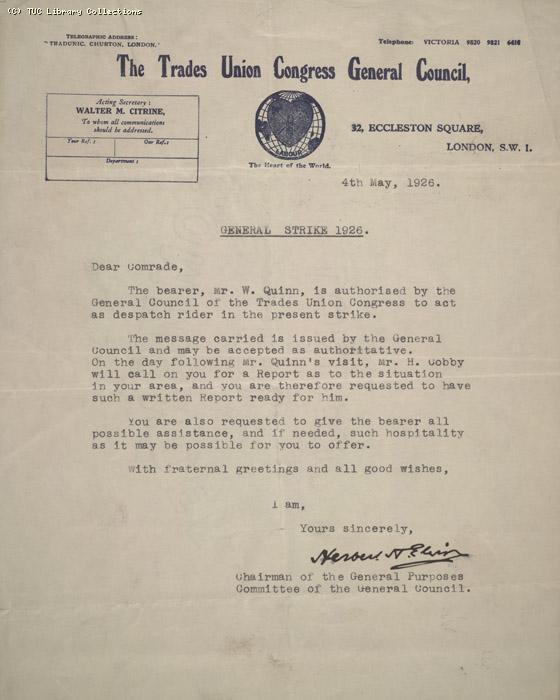 (C) TUC Library Collections
TELEGRAPHIC ADDRESS:
"TRADUNIC, CHURTON, LONDON."
Telephone: VICTORIA 9820 9821 6416
The Trades Union Congress General Council,
Acting Secretary:
WALTER M. CITRINE,
To whom all communications
should be addressed.
Your Ref.: Our Ref.:
Department:
LABOUR
The Heart of the World.
32, ECCLESTON SQUARE,
LONDON, S.W. 1.
4th May, 1926.
GENERAL STRIKE 1926.
Dear Comrade,
The bearer, Mr. W. Quinn, is authorised by the
General Council of the Trades Union Congress to act
as despatch rider in the present strike.
The message carried is issued by the General
Council and may be accepted as authoritative.
On the day following Mr. Quinn's visit, Mr. H. Cobby
will call on you for a Report as to the situation
in your area, and you are therefore requested to have
such a written Report ready for him.
You are also requested to give the bearer all
possible assistance, and if needed, such hospitality
as it may be possible for you to offer.
With fraternal greetings and all good wishes,
I am,
Yours sincerely,
Herbert H Elvin
Chairman of the General Purposes
Committee of the General Council.